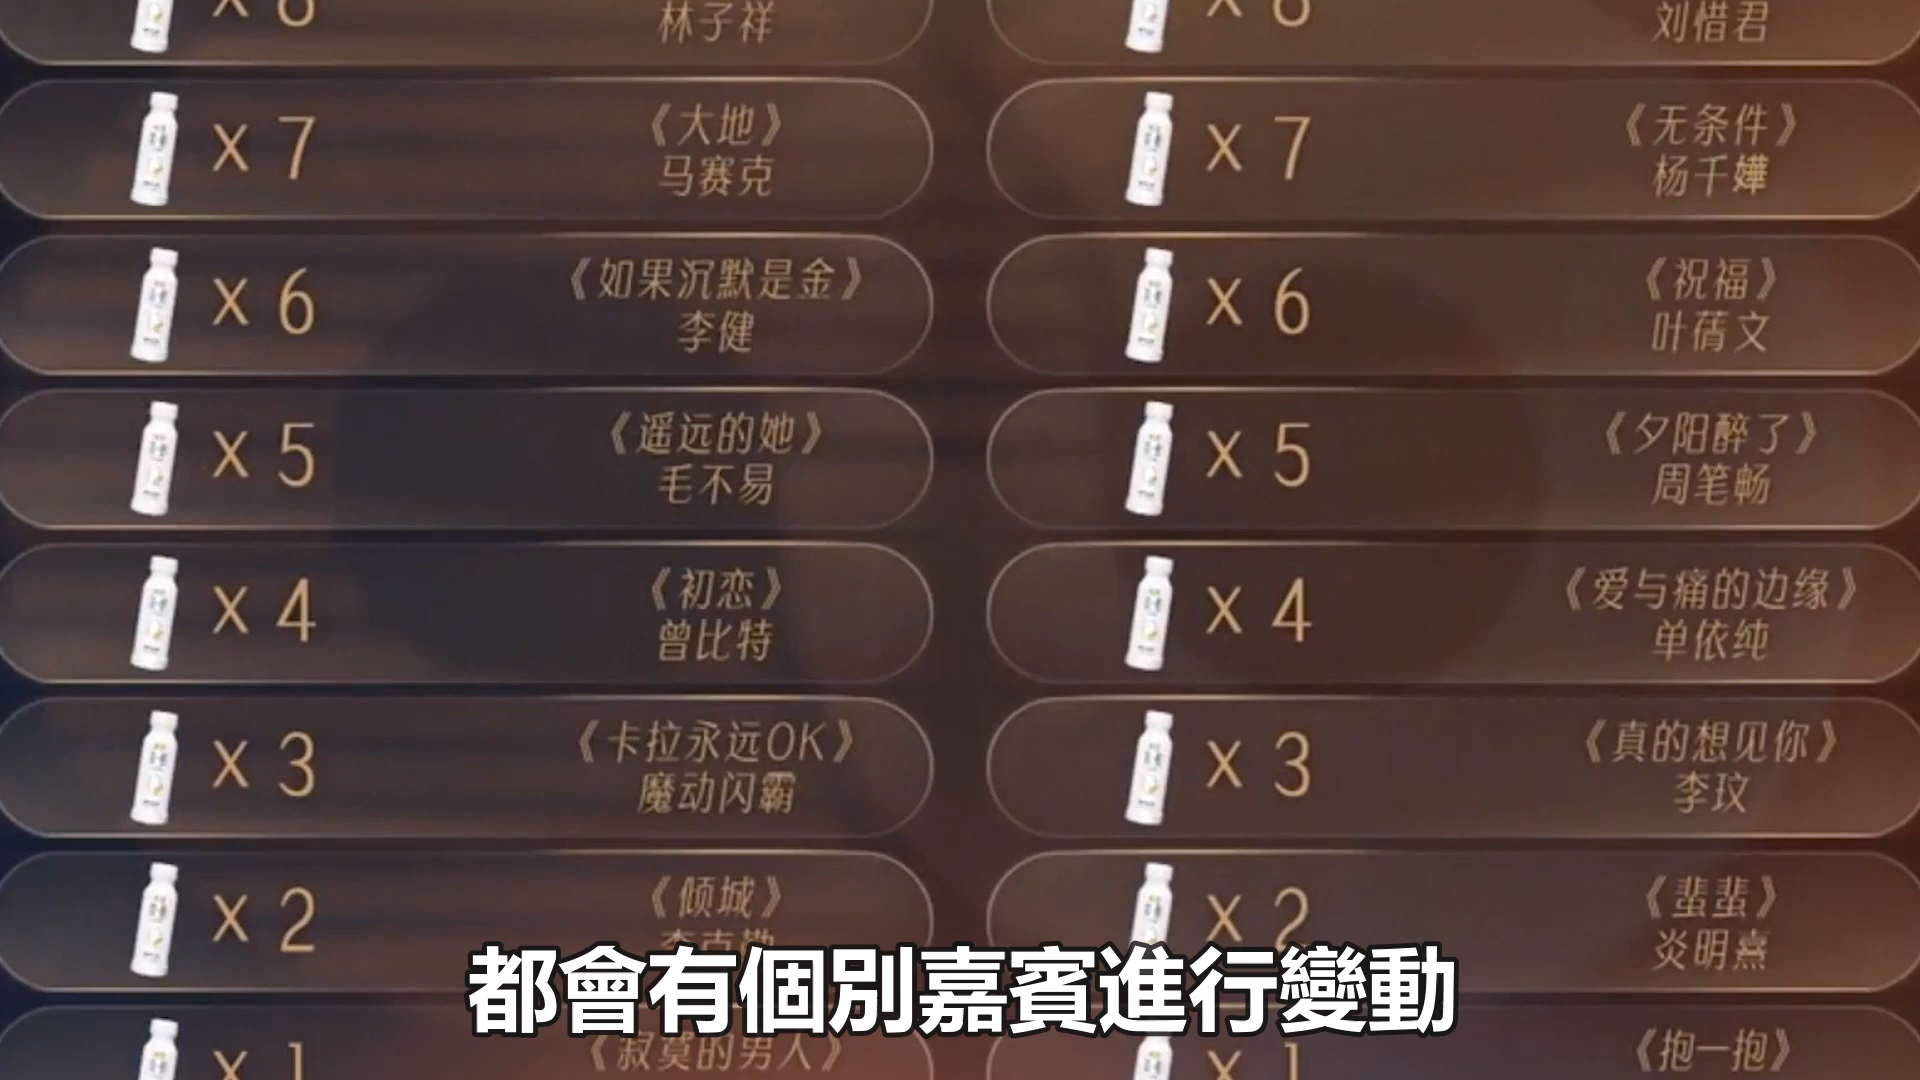 x 8
林子祥
x 8
刘惜君
x 7
《大地》
马赛克
x 7
《无条件》
杨千嬅
x 6
《如果沉默是金》
李健
x 6
《祝福》
叶蒨文
x 5
《遥远的她》
毛不易
x 5
《夕阳醉了》
周笔畅
x 4
《初恋》
曾比特
x 4
《爱与痛的边缘》
单依纯
x 3
《卡拉永远OK》
魔动闪霸
x 3
《真的想见你》
李玟
x 2
《倾城》
李克勤
x 2
《蜚蜚》
炎明熹
都會有個別嘉賓進行變動
x 1
《寂寞的男人》
x 1
《抱一抱》